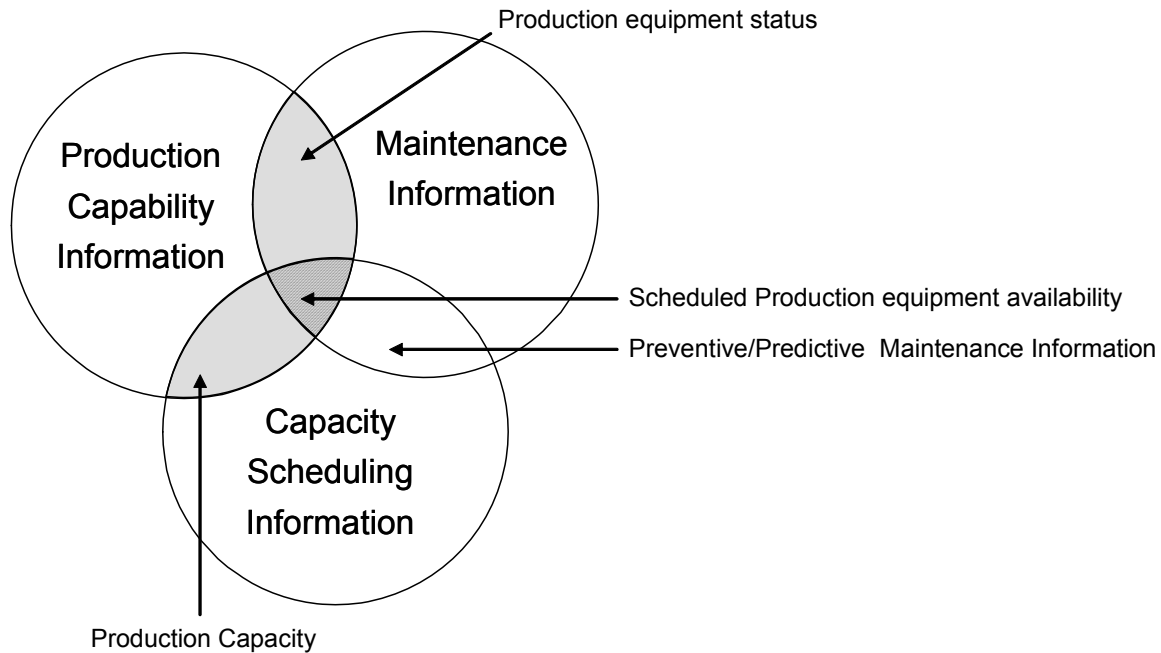 Production equipment status
Production
Capability
Information
Maintenance
Information
Scheduled Production equipment availability
Preventive/Predictive  Maintenance Information
Capacity
Scheduling
Information
Production Capacity